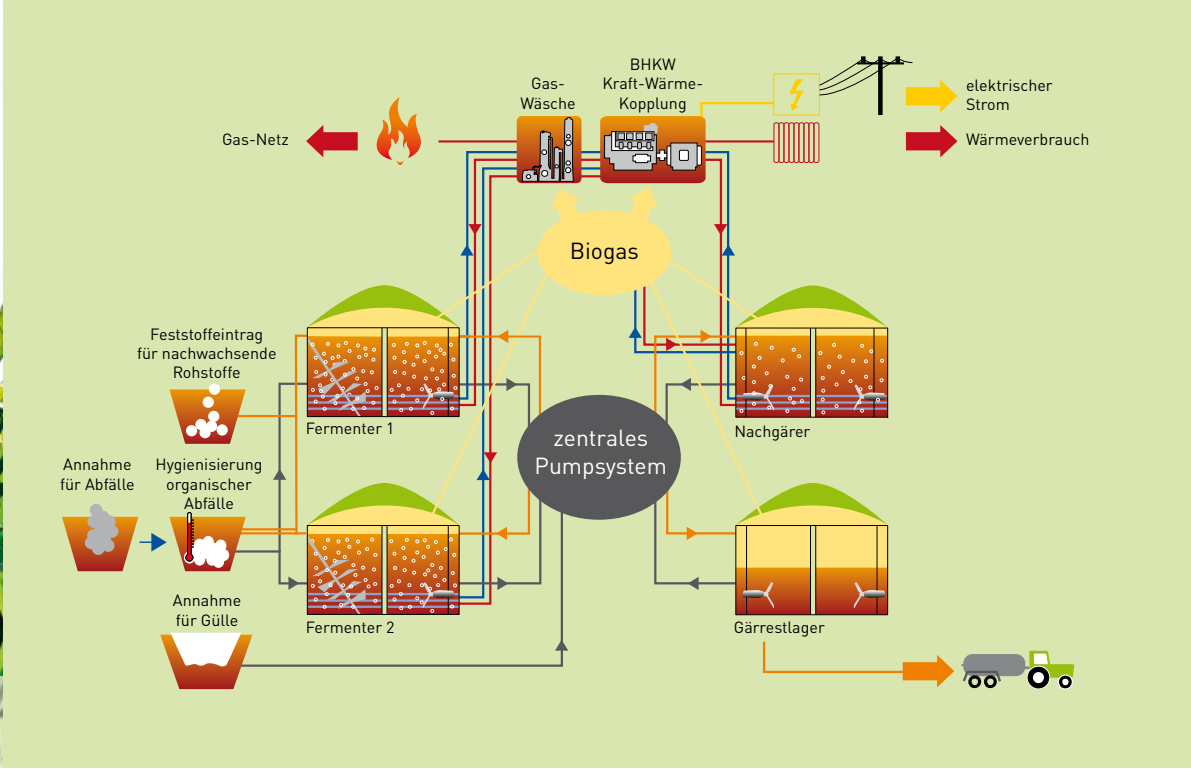 BHKW
Kraft-Wärme-
Kopplung
Gas-
Wäsche
elektrischer
Strom
Gas-Netz
Wärmeverbrauch
Biogas
Feststoffeintrag
für nachwachsende
Rohstoffe
Fermenter 1
Nachgärer
zentrales
Pumpsystem
Annahme
für Abfälle
Hygienisierung
organischer
Abfälle
Annahme
für Gülle
Fermenter 2
Gärrestlager